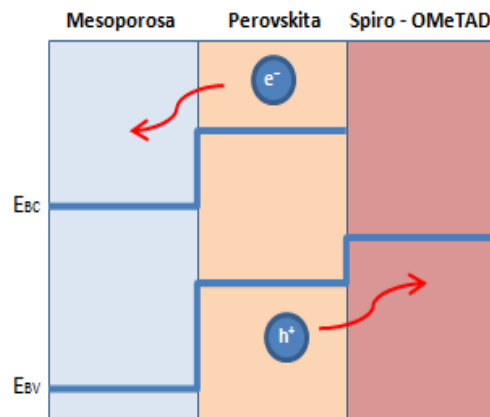 Mesoporosa Perovskita Spiro - OMeTAD
e⁻
EBC
h⁺
EBV